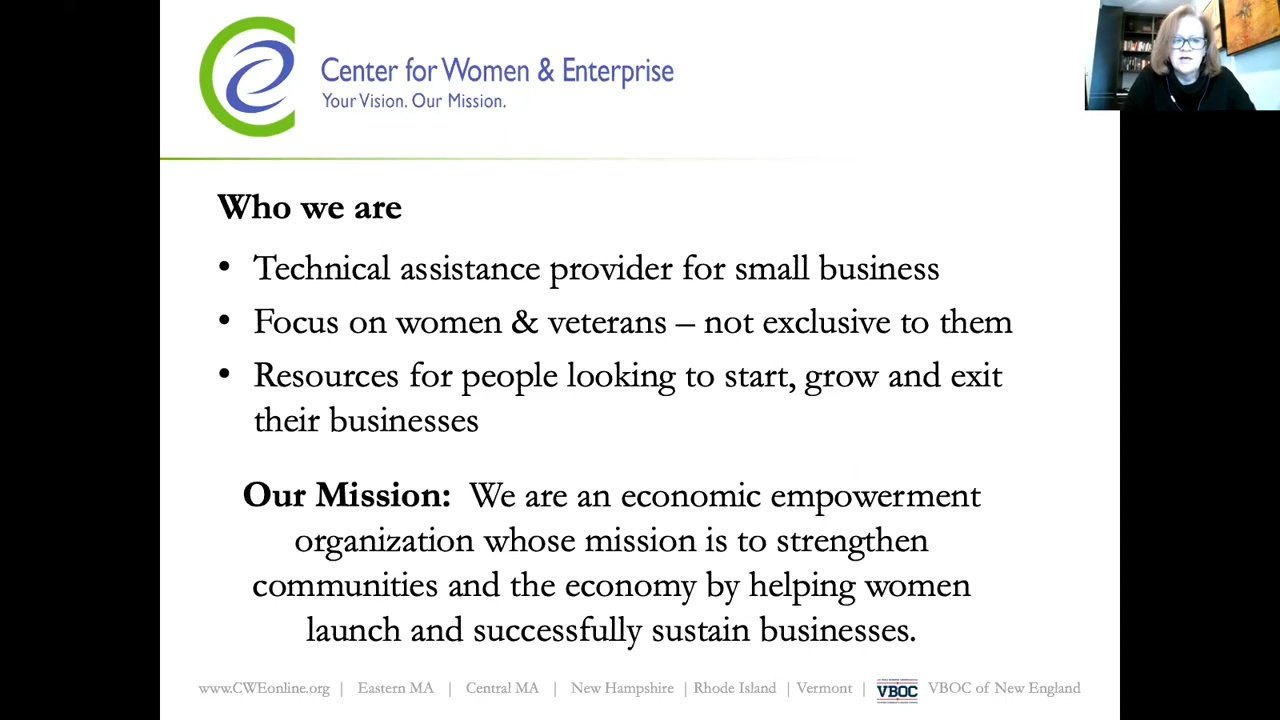 Center for Women & Enterprise
Your Vision. Our Mission.
Who we are
• Technical assistance provider for small business
• Focus on women & veterans – not exclusive to them
• Resources for people looking to start, grow and exit
their businesses
Our Mission: We are an economic empowerment
organization whose mission is to strengthen
communities and the economy by helping women
launch and successfully sustain businesses.
www.CWEonline.org | Eastern MA | Central MA | New Hampshire | Rhode Island | Vermont | VBOC VBOC of New England